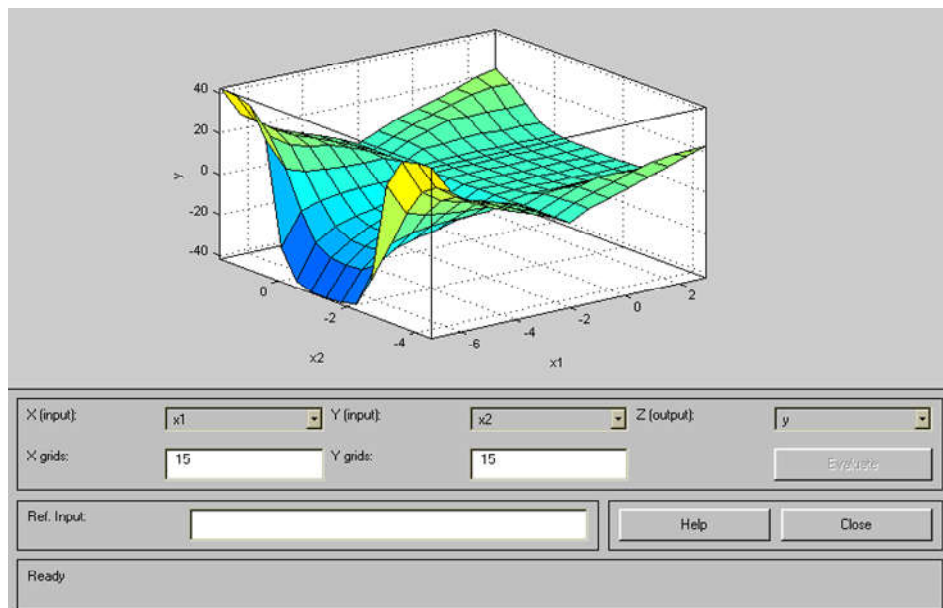 40
20
0
-20
-40
Y
0
-2
-4
x2
-6
-4
-2
0
2
x1
X (input):
x1
Y (input):
x2
Z (output):
y
X grids:
15
Y grids:
15
Evaluate
Ref. Input:
Help
Close
Ready